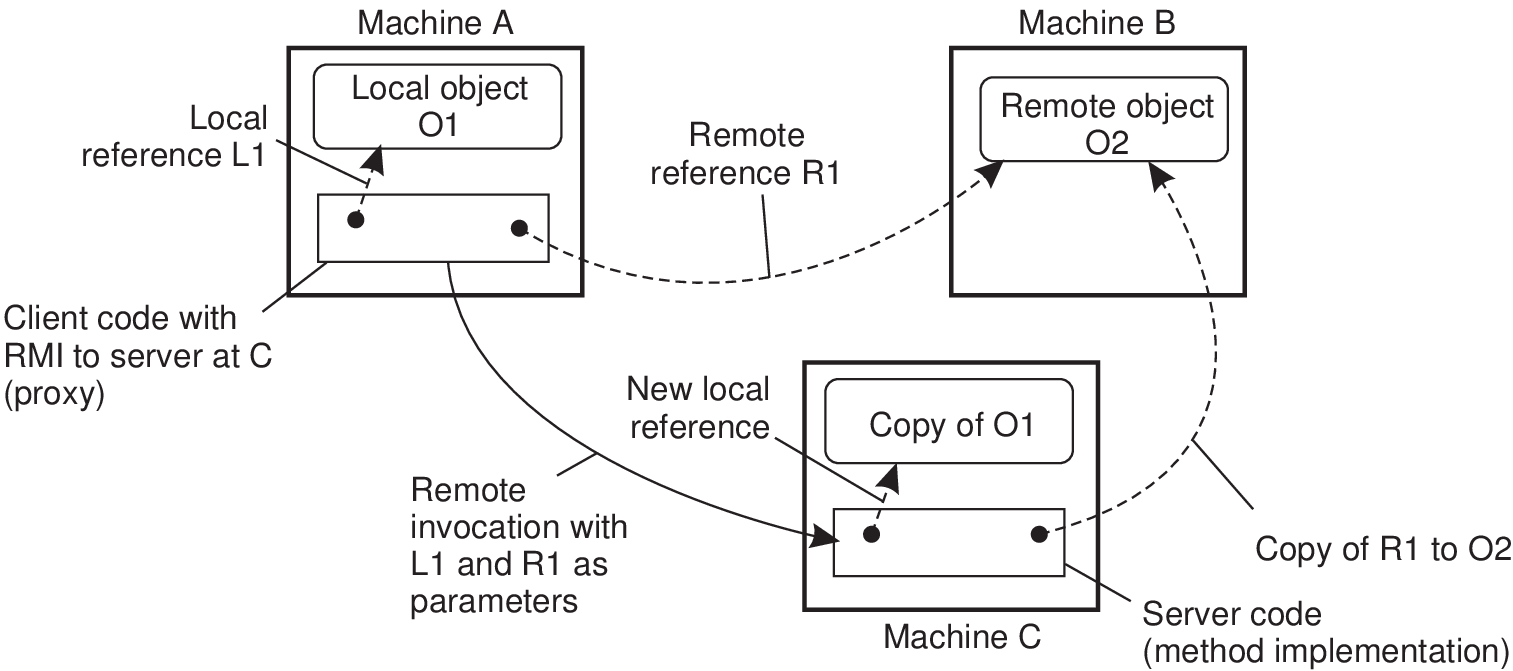 Machine A
Machine B
Local object
O1
Remote object
O2
Local
reference L1
Remote
reference R1
Client code with
RMI to server at C
(proxy)
New local
reference
Copy of O1
Remote
invocation with
L1 and R1 as
parameters
Copy of R1 to O2
Server code
(method implementation)
Machine C